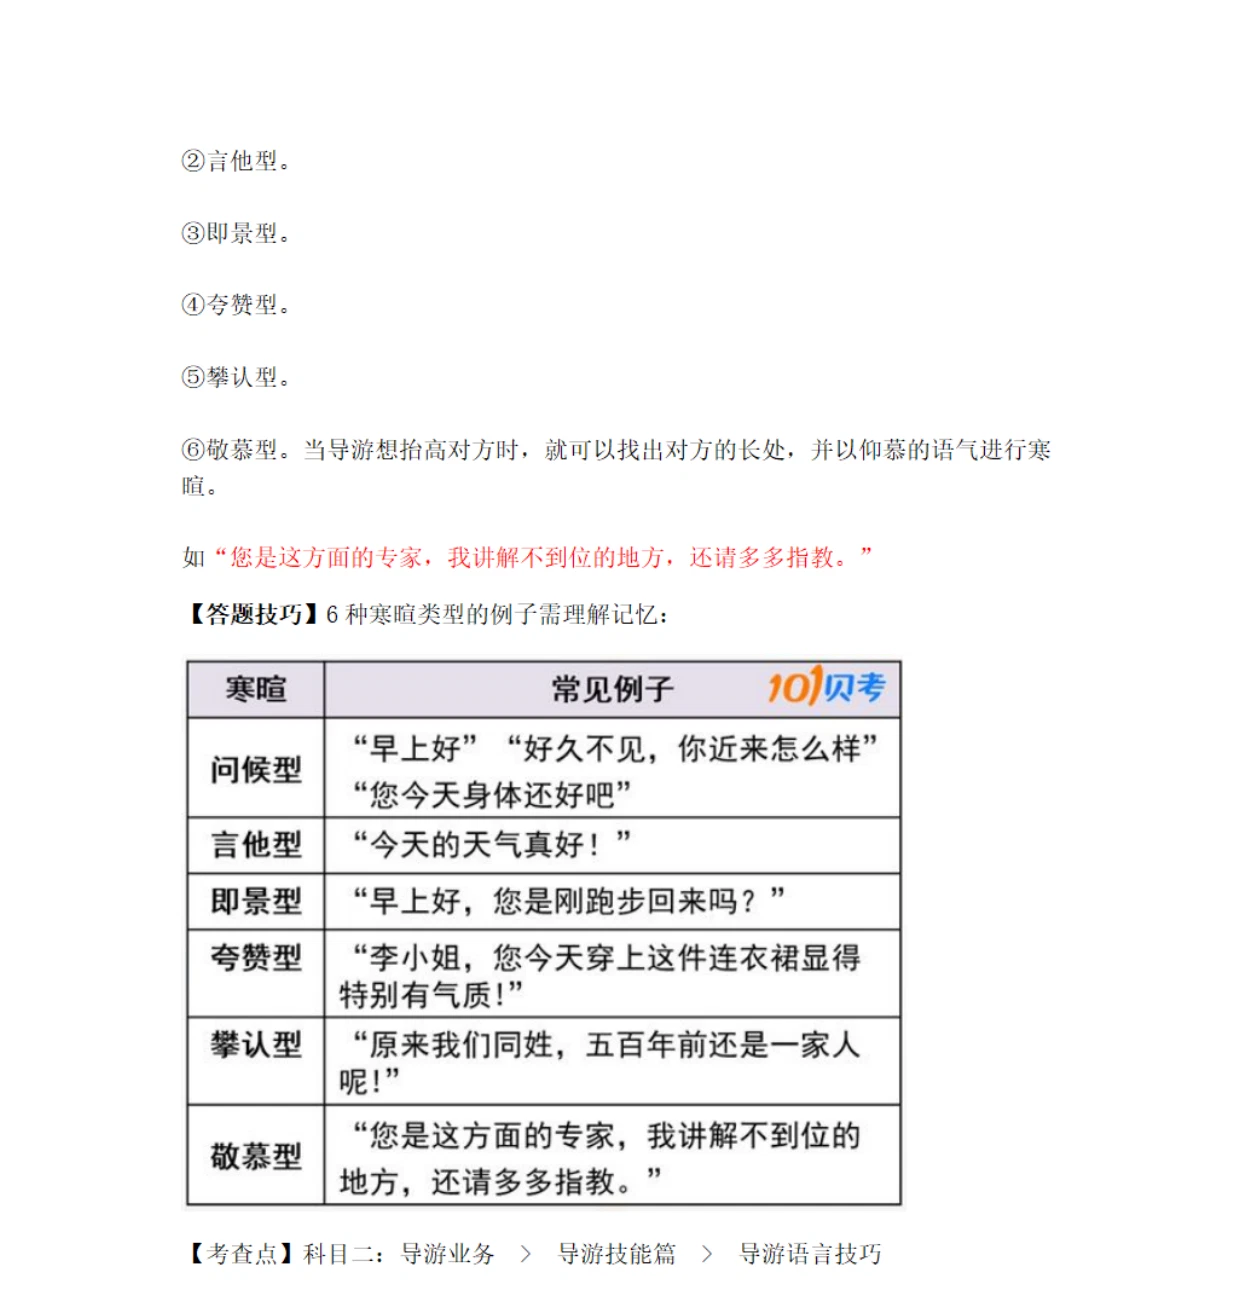 ②言他型。
③即景型。
④夸赞型。
⑤攀认型。
⑥敬慕型。当导游想抬高对方时，就可以找出对方的长处，并以仰慕的语气进行寒
暄。
如“您是这方面的专家，我讲解不到位的地方，还请多多指教。”
【答题技巧】6种寒暄类型的例子需理解记忆：
寒暄 常见例子 101贝考
问候型 “早上好”“好久不见，你近来怎么样”
“您今天身体还好吧”
言他型 “今天的天气真好！”
即景型 “早上好，您是刚跑步回来吗？”
夸赞型 “李小姐，您今天穿上这件连衣裙显得
特别有气质！”
攀认型 “原来我们同姓，五百年前还是一家人
呢！”
敬慕型 “您是这方面的专家，我讲解不到位的
地方，还请多多指教。”
【考查点】科目二：导游业务 > 导游技能篇 > 导游语言技巧